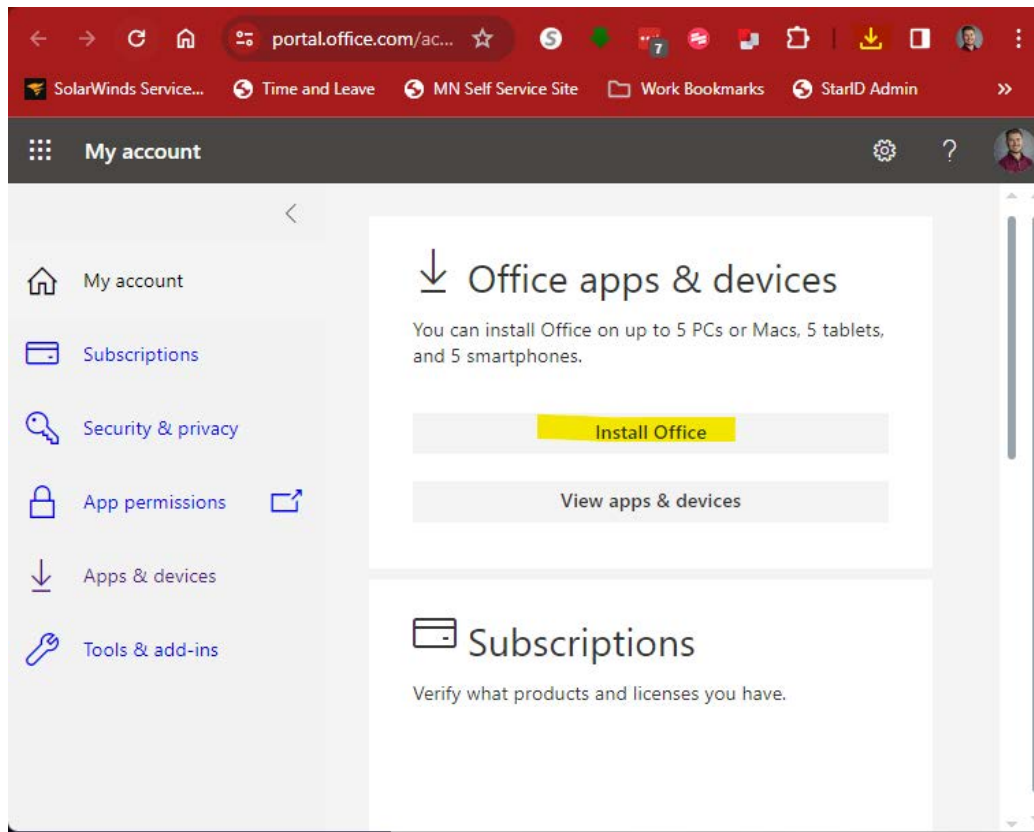 portal.office.com/ac...
7
SolarWinds Service...
Time and Leave
MN Self Service Site
Work Bookmarks
StarID Admin
»
My account
?
My account
Subscriptions
Security & privacy
App permissions
Apps & devices
Tools & add-ins
Office apps & devices
You can install Office on up to 5 PCs or Macs, 5 tablets,
and 5 smartphones.
Install Office
View apps & devices
Subscriptions
Verify what products and licenses you have.